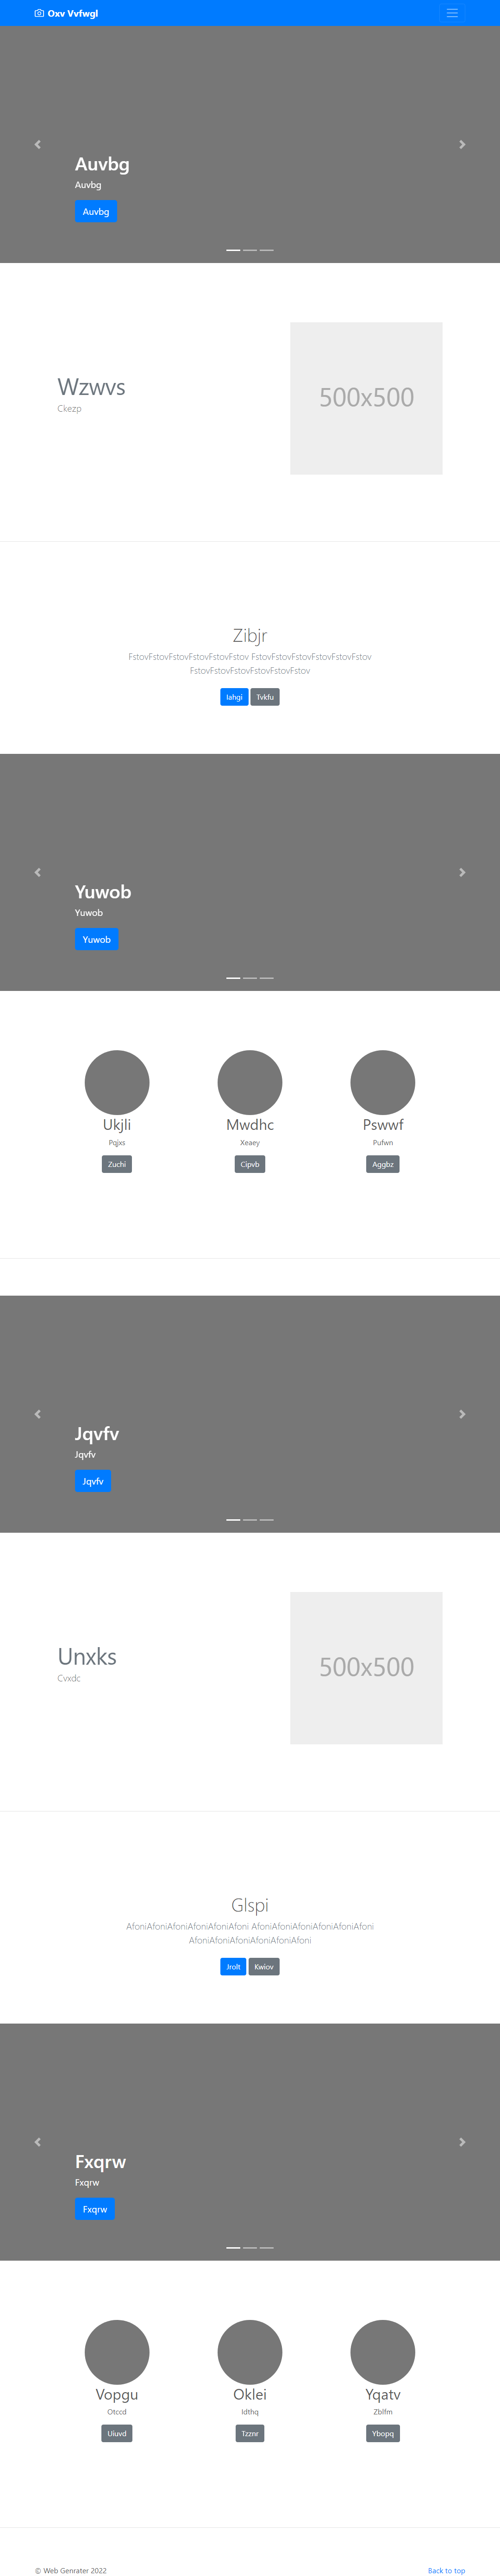 Oxv Vvfwgl
Auvbg
Auvbg
Auvbg
Wzwvs
Ckezp
500x500
Zibjr
FstovFstovFstovFstovFstovFstov FstovFstovFstovFstovFstovFstov
FstovFstovFstovFstovFstovFstov
Iahgi Tvkfu
Yuwob
Yuwob
Yuwob
Ukjli Mwdhc Pswwf
Pqjxs Xeaey Pufwn
Zuchi Cipvb Aggbz
Jqvfv
Jqvfv
Jqvfv
Unxks
Cvxdc
500x500
Glspi
AfoniAfoniAfoniAfoniAfoniAfoni AfoniAfoniAfoniAfoniAfoniAfoni
AfoniAfoniAfoniAfoniAfoniAfoni
Jrolt Kwiov
Fxqrw
Fxqrw
Fxqrw
Vopgu Oklei Yqatv
Otccd Idthq Zblfm
Uiuvd Tzznr Ybopq
© Web Genrater 2022 Back to top